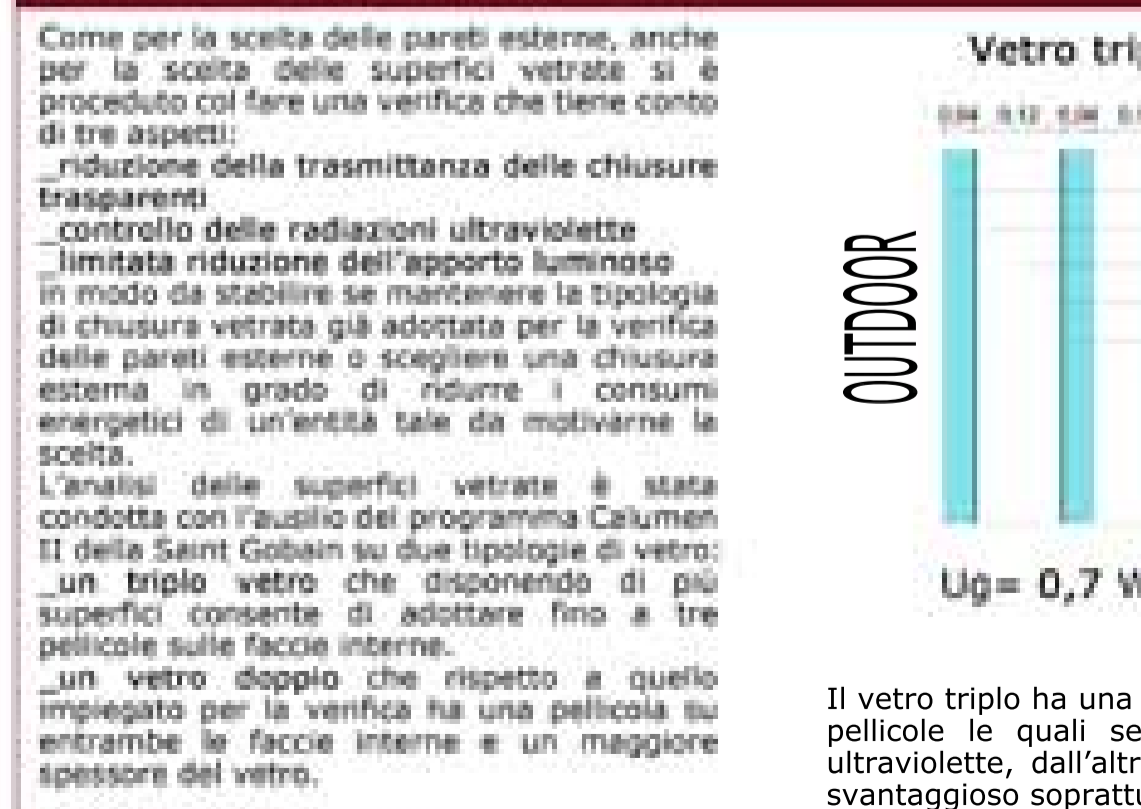 Come per la scelta delle pareti esterne, anche
per la scelta delle superfici vetrate si è
proceduto col fare una verifica che tiene conto
di tre aspetti:
_riduzione della trasmittanza delle chiusure
trasparenti
_controllo delle radiazioni ultraviolette
_limitata riduzione dell'apporto luminoso
in modo da stabilire se mantenere la tipologia
di chiusura vetrata già adottata per la verifica
delle pareti esterne o scegliere una chiusura
esterna in grado di ridurre i consumi
energetici di un'entità tale da motivarne la
scelta.
L'analisi delle superfici vetrate è stata
condotta con l'ausilio del programma Calumen
II della Saint Gobain su due tipologie di vetro:
_un triplo vetro che disponendo di più
superfici consente di adottare fino a tre
pellicole sulle faccie interne.
_un vetro doppio che rispetto a quello
impiegato per la verifica ha una pellicola su
entrambe le faccie interne e un maggiore
spessore del vetro.
Vetro tri
0,04 0,12 0,04
OUTDOOR
Ug= 0,7
Il vetro triplo ha una
pellicole le quali se
ultraviolette, dall'altr
svantaggioso soprattu